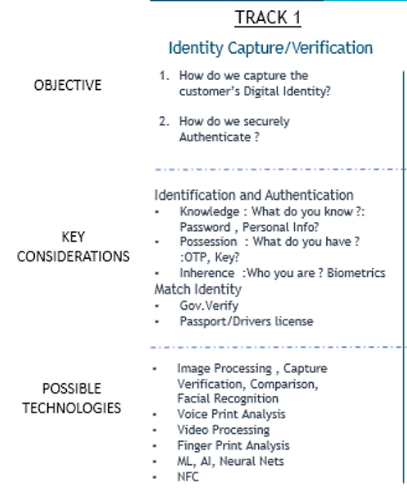 TRACK 1
Identity Capture/Verification
OBJECTIVE
1. How do we capture the
customer's Digital Identity?
2. How do we securely
Authenticate ?
KEY
CONSIDERATIONS
Identification and Authentication
• Knowledge : What do you know ?:
Password , Personal Info?
• Possession : What do you have ?
:OTP, Key?
• Inherence :Who you are ? Biometrics
Match Identity
• Gov.Verify
• Passport/Drivers license
POSSIBLE
TECHNOLOGIES
• Image Processing , Capture
Verification, Comparison,
Facial Recognition
• Voice Print Analysis
• Video Processing
• Finger Print Analysis
• ML, AI, Neural Nets
• NFC